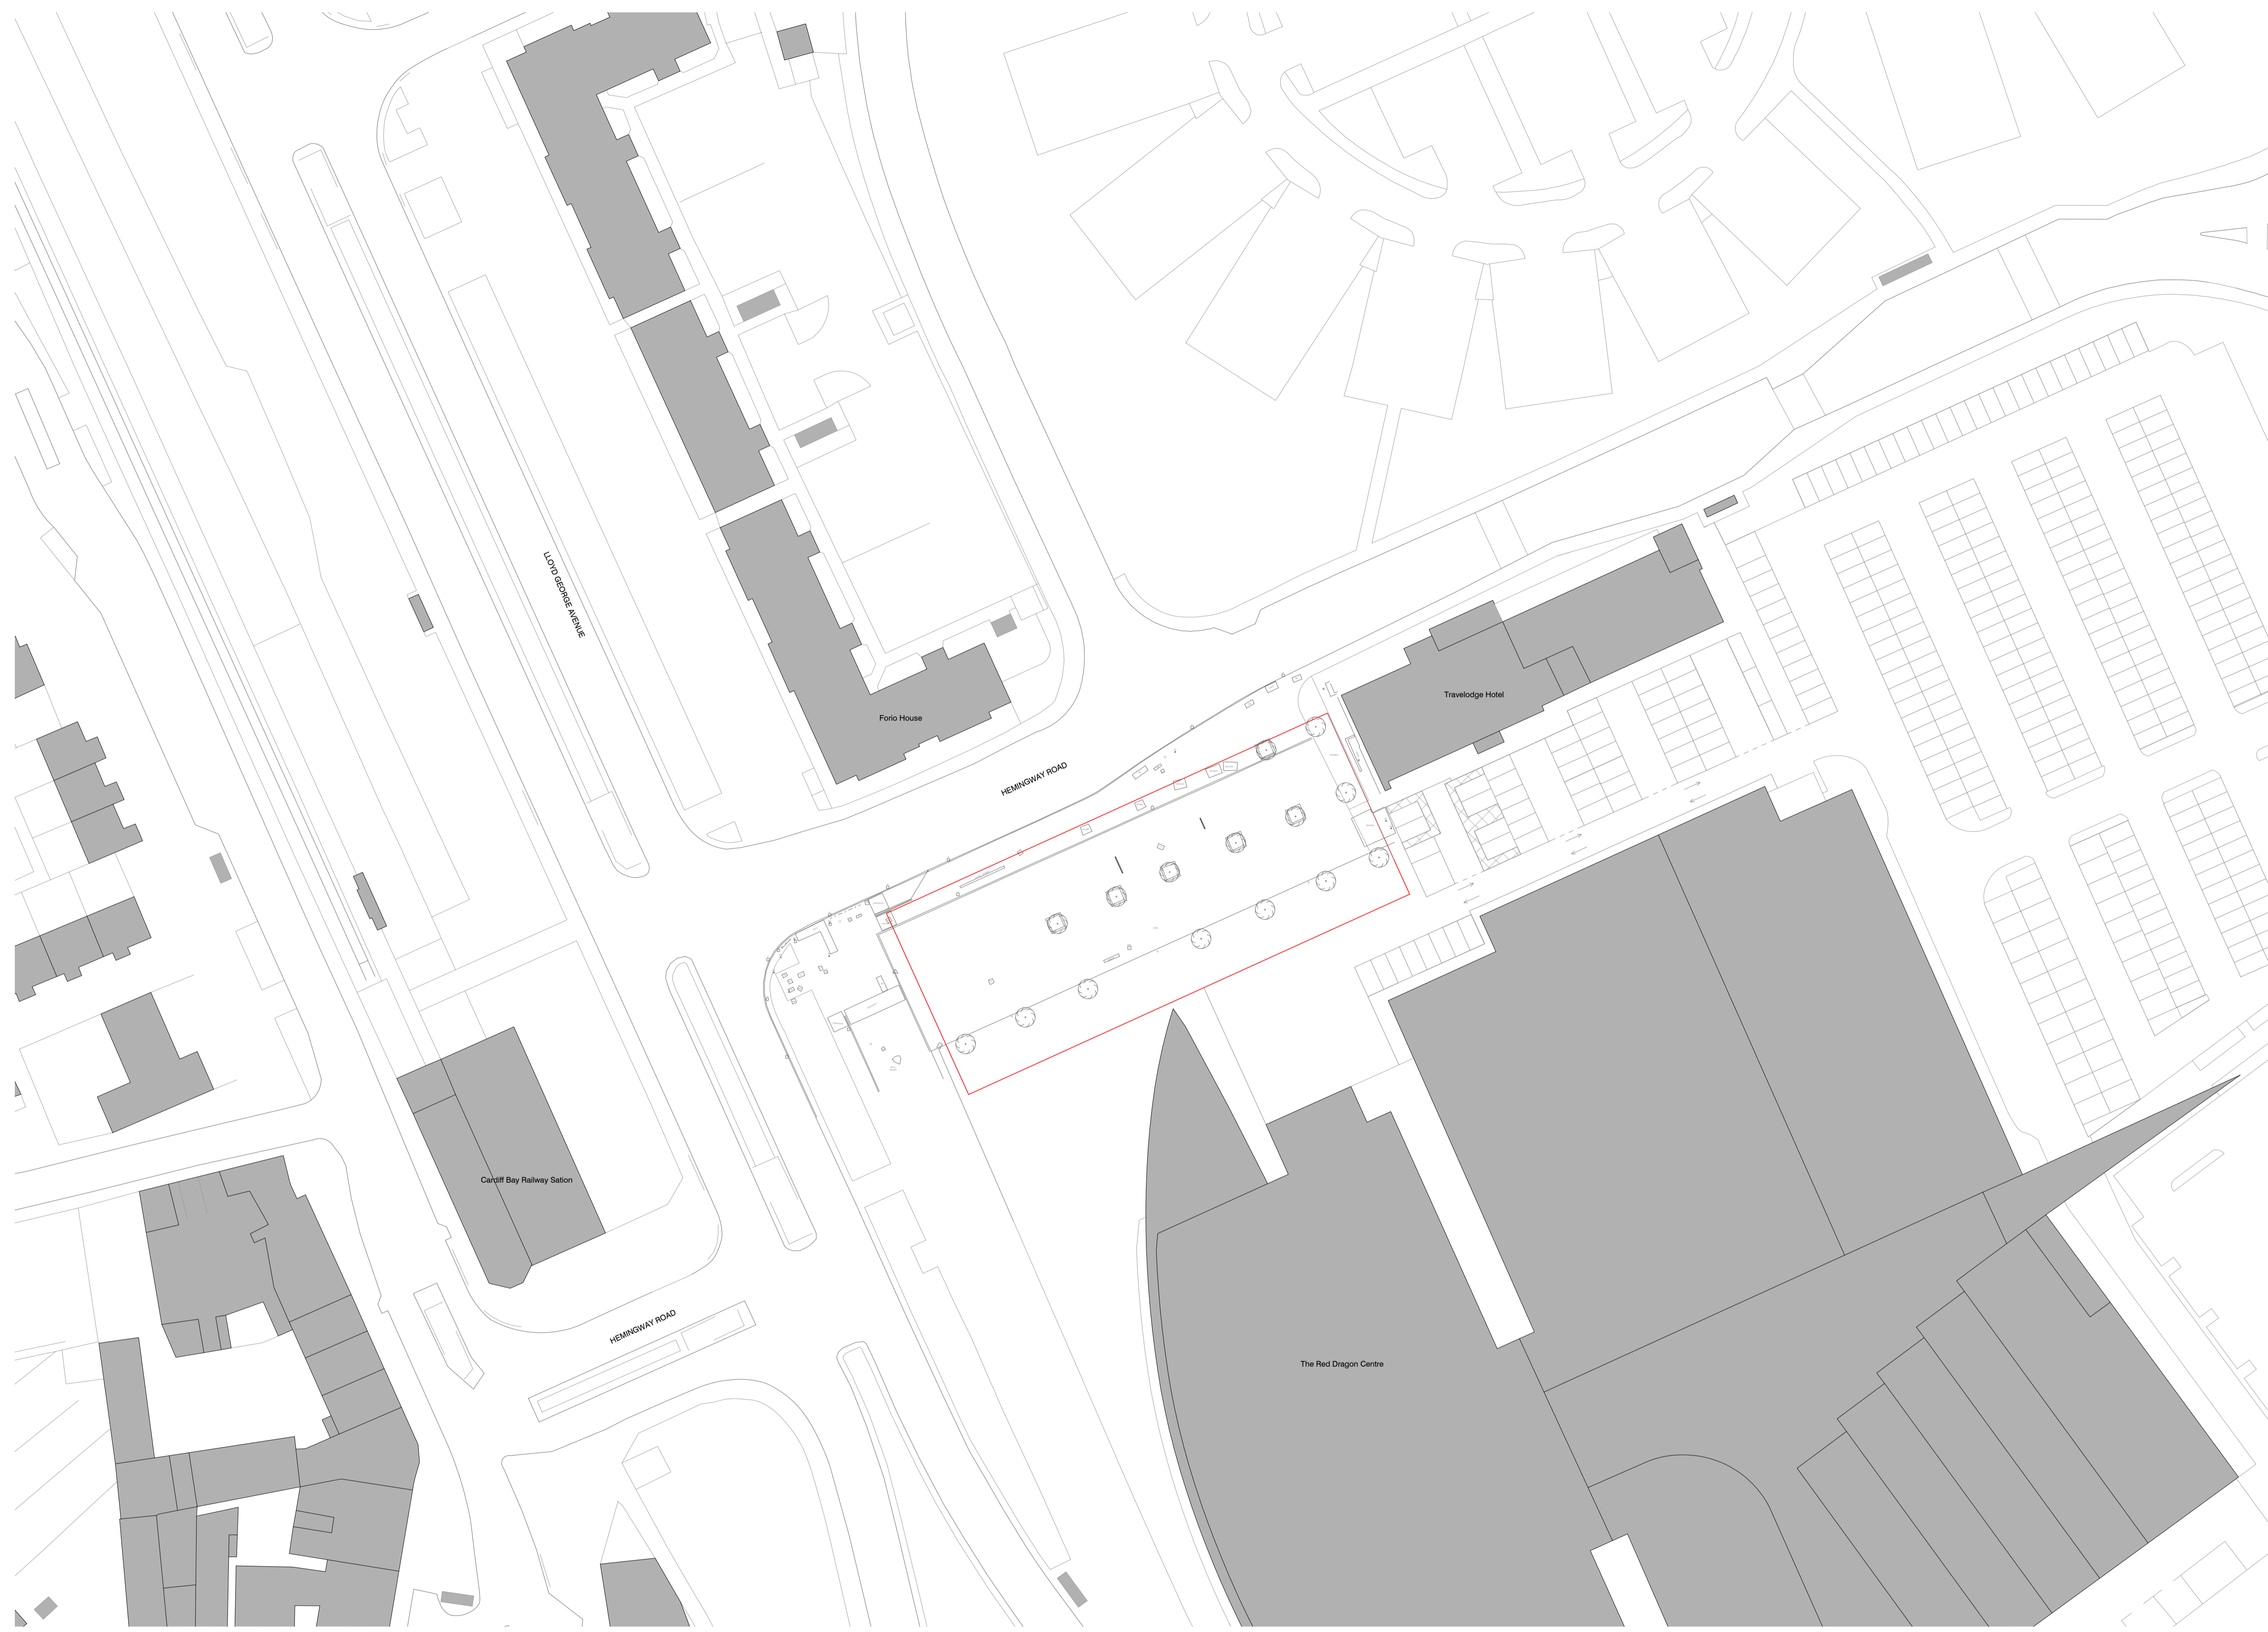 LLOYD GEORGE AVENUE
Forio House
Travelodge Hotel
HEMINGWAY ROAD
Cardiff Bay Railway Sation
HEMINGWAY ROAD
The Red Dragon Centre